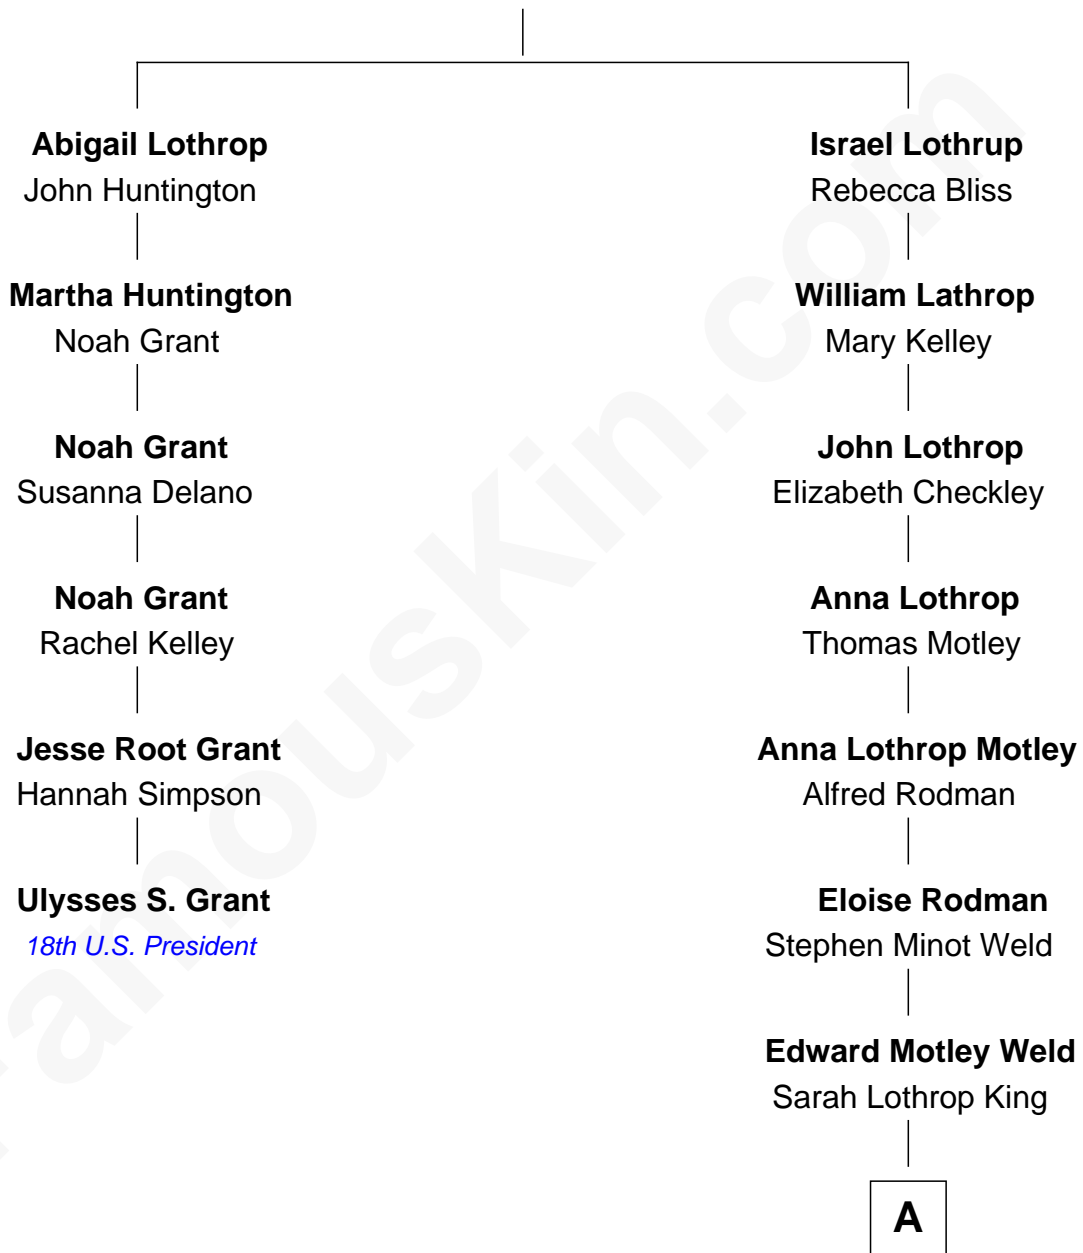 Abigail Lothrop
John Huntington
Martha Huntington
Noah Grant
Noah Grant
Susanna Delano
Noah Grant
Rachel Kelley
Jesse Root Grant
Hannah Simpson
Ulysses S. Grant
18th U.S. President
Israel Lothrup
Rebecca Bliss
William Lathrop
Mary Kelley
John Lothrop
Elizabeth Checkley
Anna Lothrop
Thomas Motley
Anna Lothrop Motley
Alfred Rodman
Eloise Rodman
Stephen Minot Weld
Edward Motley Weld
Sarah Lothrop King
A
FamousKin.com